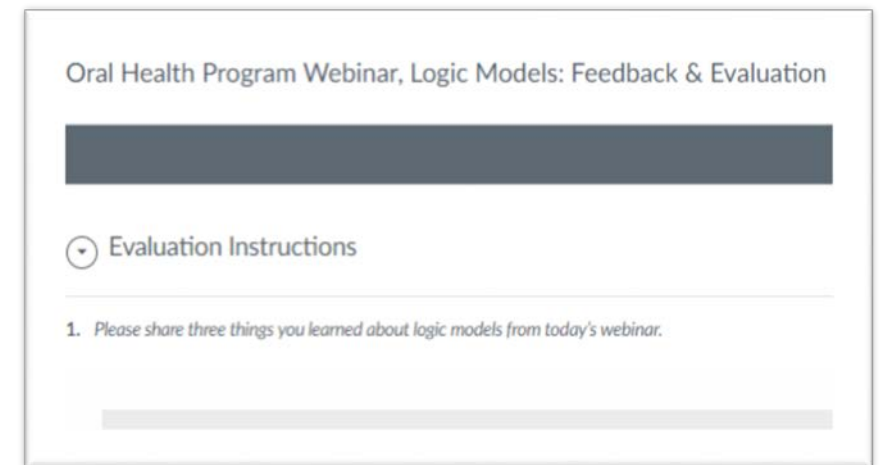 Oral Health Program Webinar, Logic Models: Feedback & Evaluation
Evaluation Instructions
1. Please share three things you learned about logic models from today's webinar.